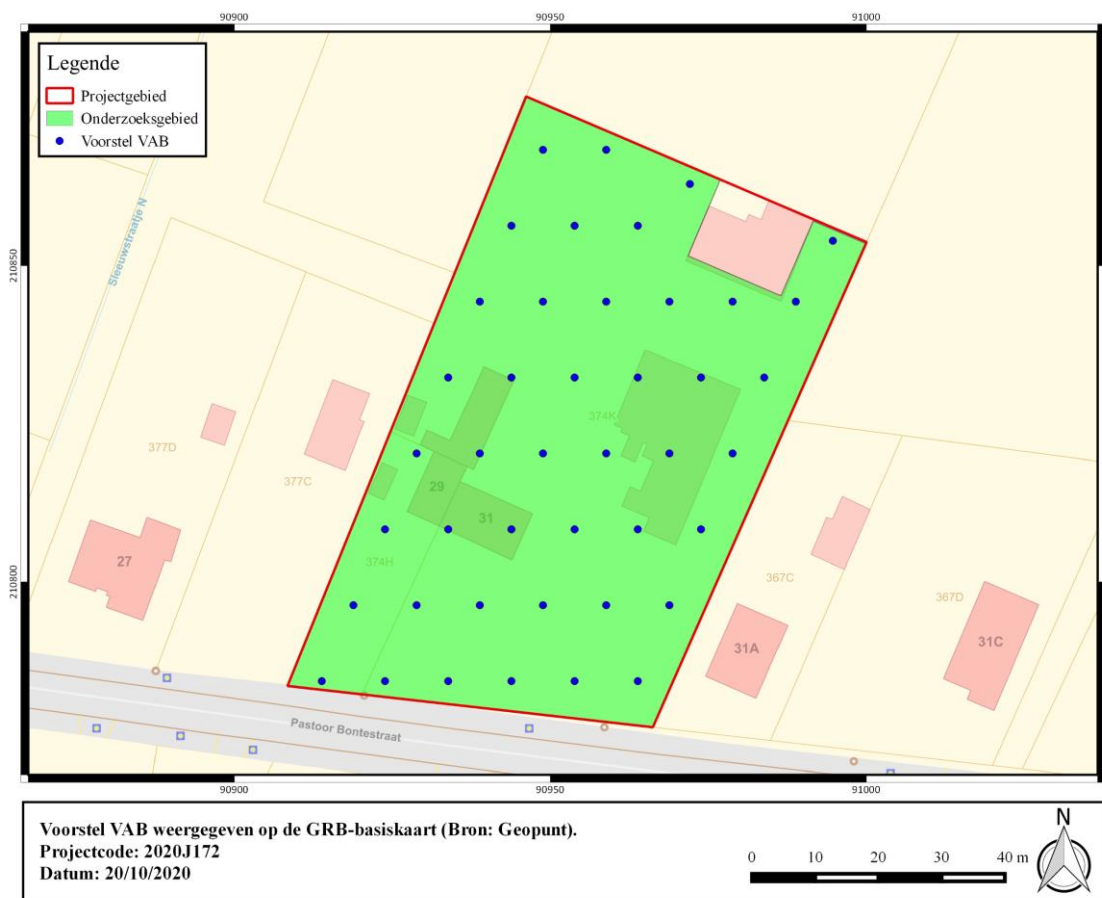 90900 90950 91000
Legende
Projectgebied
Onderzoeksgebied
Voorstel VAB
Sleeuwstraatje N
210850
374K
377D
377C
29
31
27
374H
210800
367C
367D
31A
31C
Pastoor Bontestraat
90900 90950 91000
Voorstel VAB weergegeven op de GRB-basiskaart (Bron: Geopunt).
Projectcode: 2020J172
Datum: 20/10/2020
N
0 10 20 30 40 m